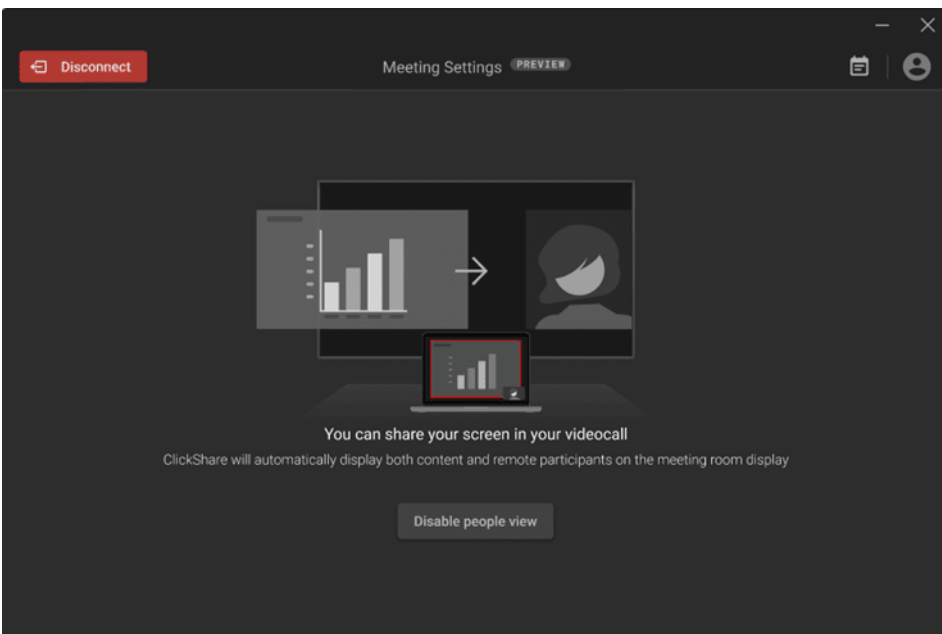 Disconnect
Meeting Settings PREVIEW
You can share your screen in your videocall
ClickShare will automatically display both content and remote participants on the meeting room display
Disable people view